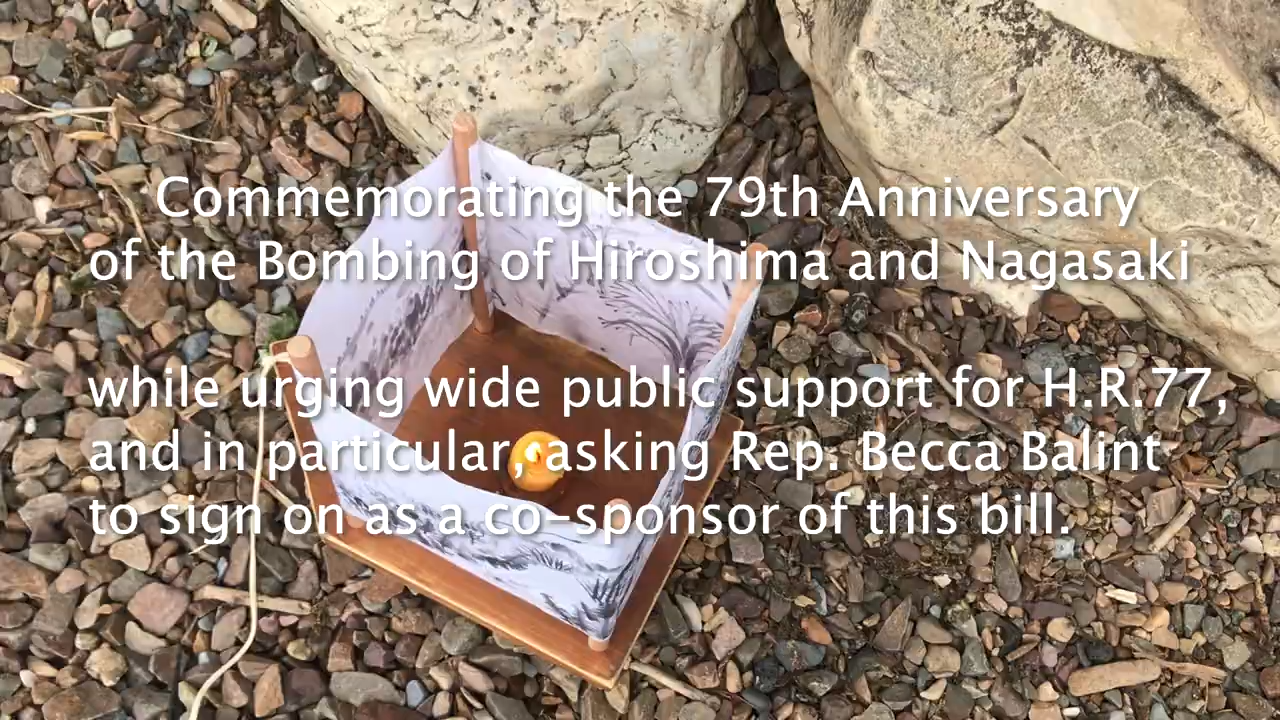 Commemorating the 79th Anniversary
of the Bombing of Hiroshima and Nagasaki
while urging wide public support for H.R.77,
and in particular, asking Rep. Becca Balint
to sign on as a co-sponsor of this bill.